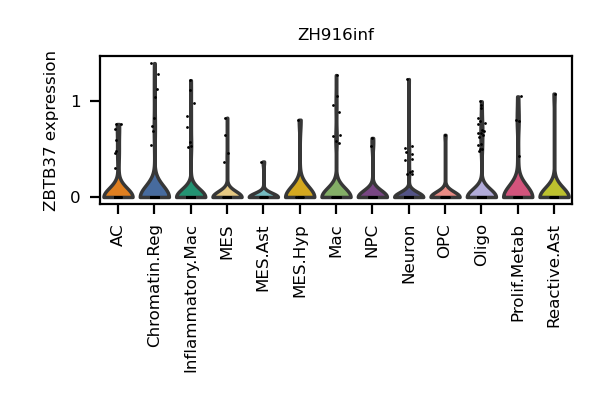 ZH916inf
ZBTB37 expression
1
0
AC
Chromatin.Reg
Inflammatory.Mac
MES
MES.Ast
MES.Hyp
Mac
NPC
Neuron
OPC
Oligo
Prolif.Metab
Reactive.Ast